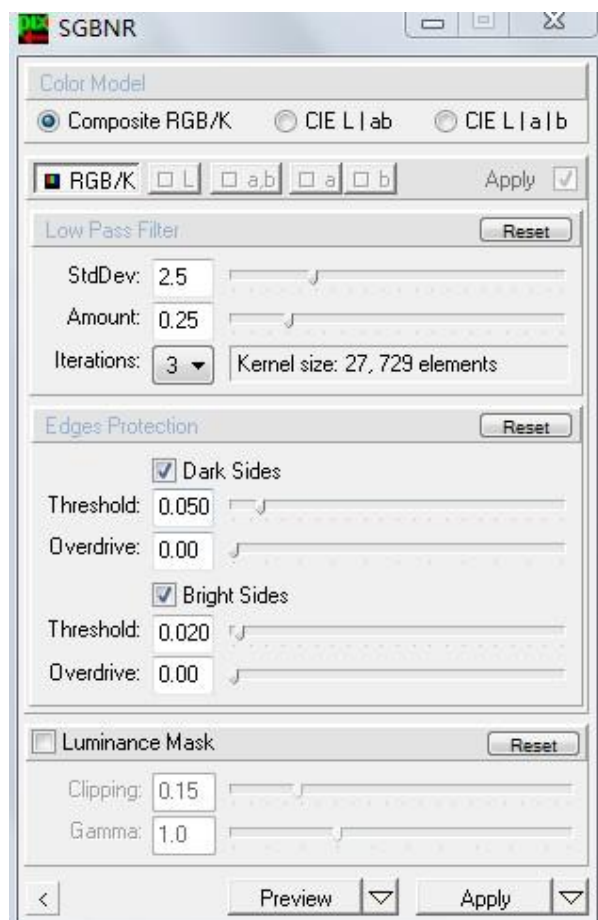 pix SGBNR
Color Model
Composite RGB/K CIE L | ab CIE L | a | b
RGB/K L a,b a b Apply
Low Pass Filter Reset
StdDev: 2.5
Amount: 0.25
Iterations: 3 Kernel size: 27, 729 elements
Edges Protection Reset
Dark Sides
Threshold: 0.050
Overdrive: 0.00
Bright Sides
Threshold: 0.020
Overdrive: 0.00
Luminance Mask Reset
Clipping: 0.15
Gamma: 1.0
< Preview Apply